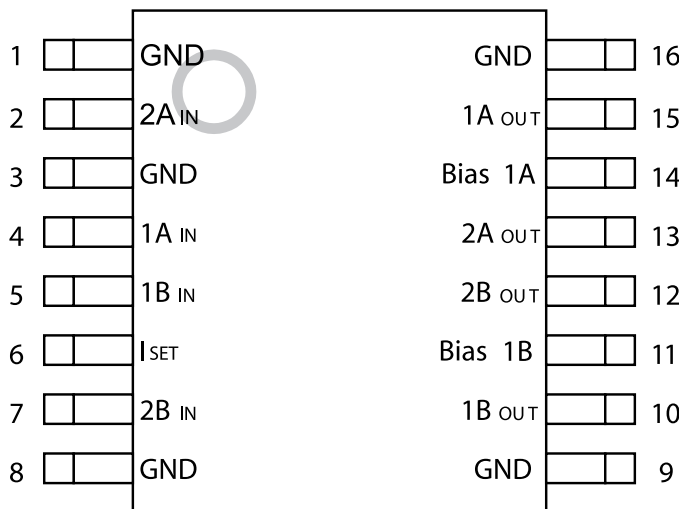 1 GND GND 16
2 2A IN 1A OUT 15
3 GND Bias 1A 14
4 1A IN 2A OUT 13
5 1B IN 2B OUT 12
6 I SET Bias 1B 11
7 2B IN 1B OUT 10
8 GND GND 9